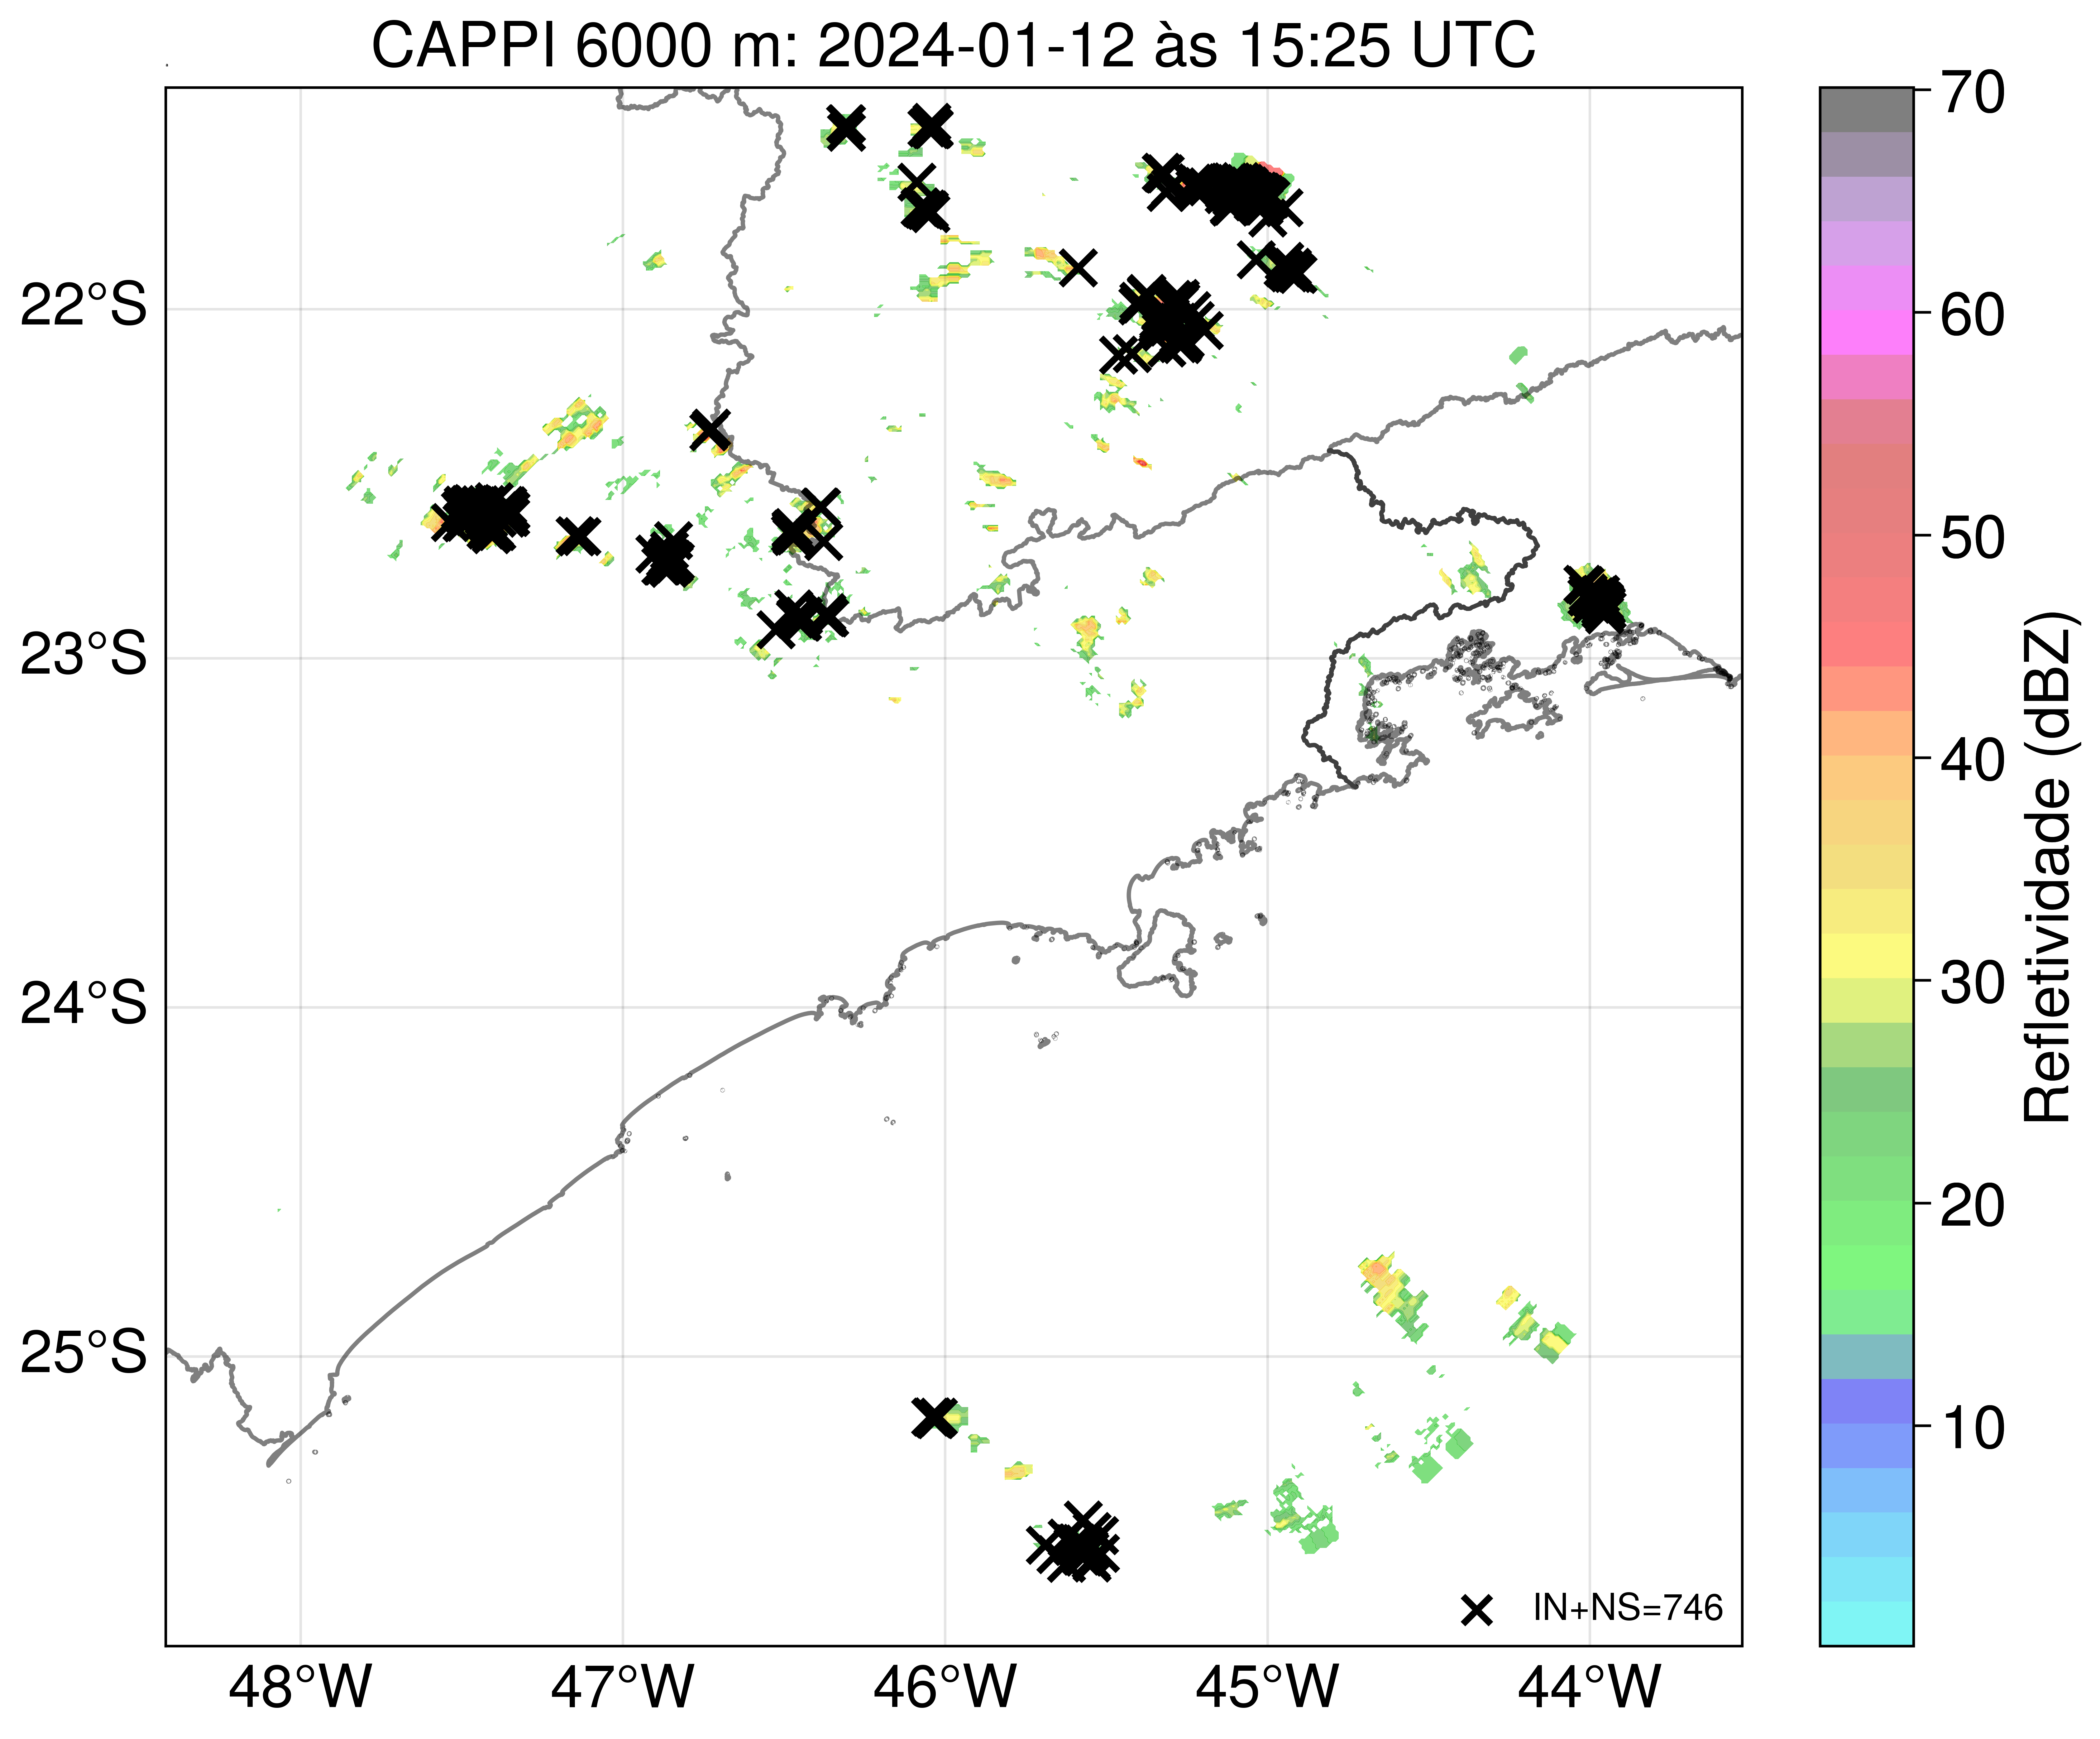 CAPPI 6000 m: 2024-01-12 às 15:25 UTC
70
60
50
40
30
20
10
Refletividade (dBZ)
22°S
23°S
24°S
25°S
IN+NS=746
48°W 47°W 46°W 45°W 44°W